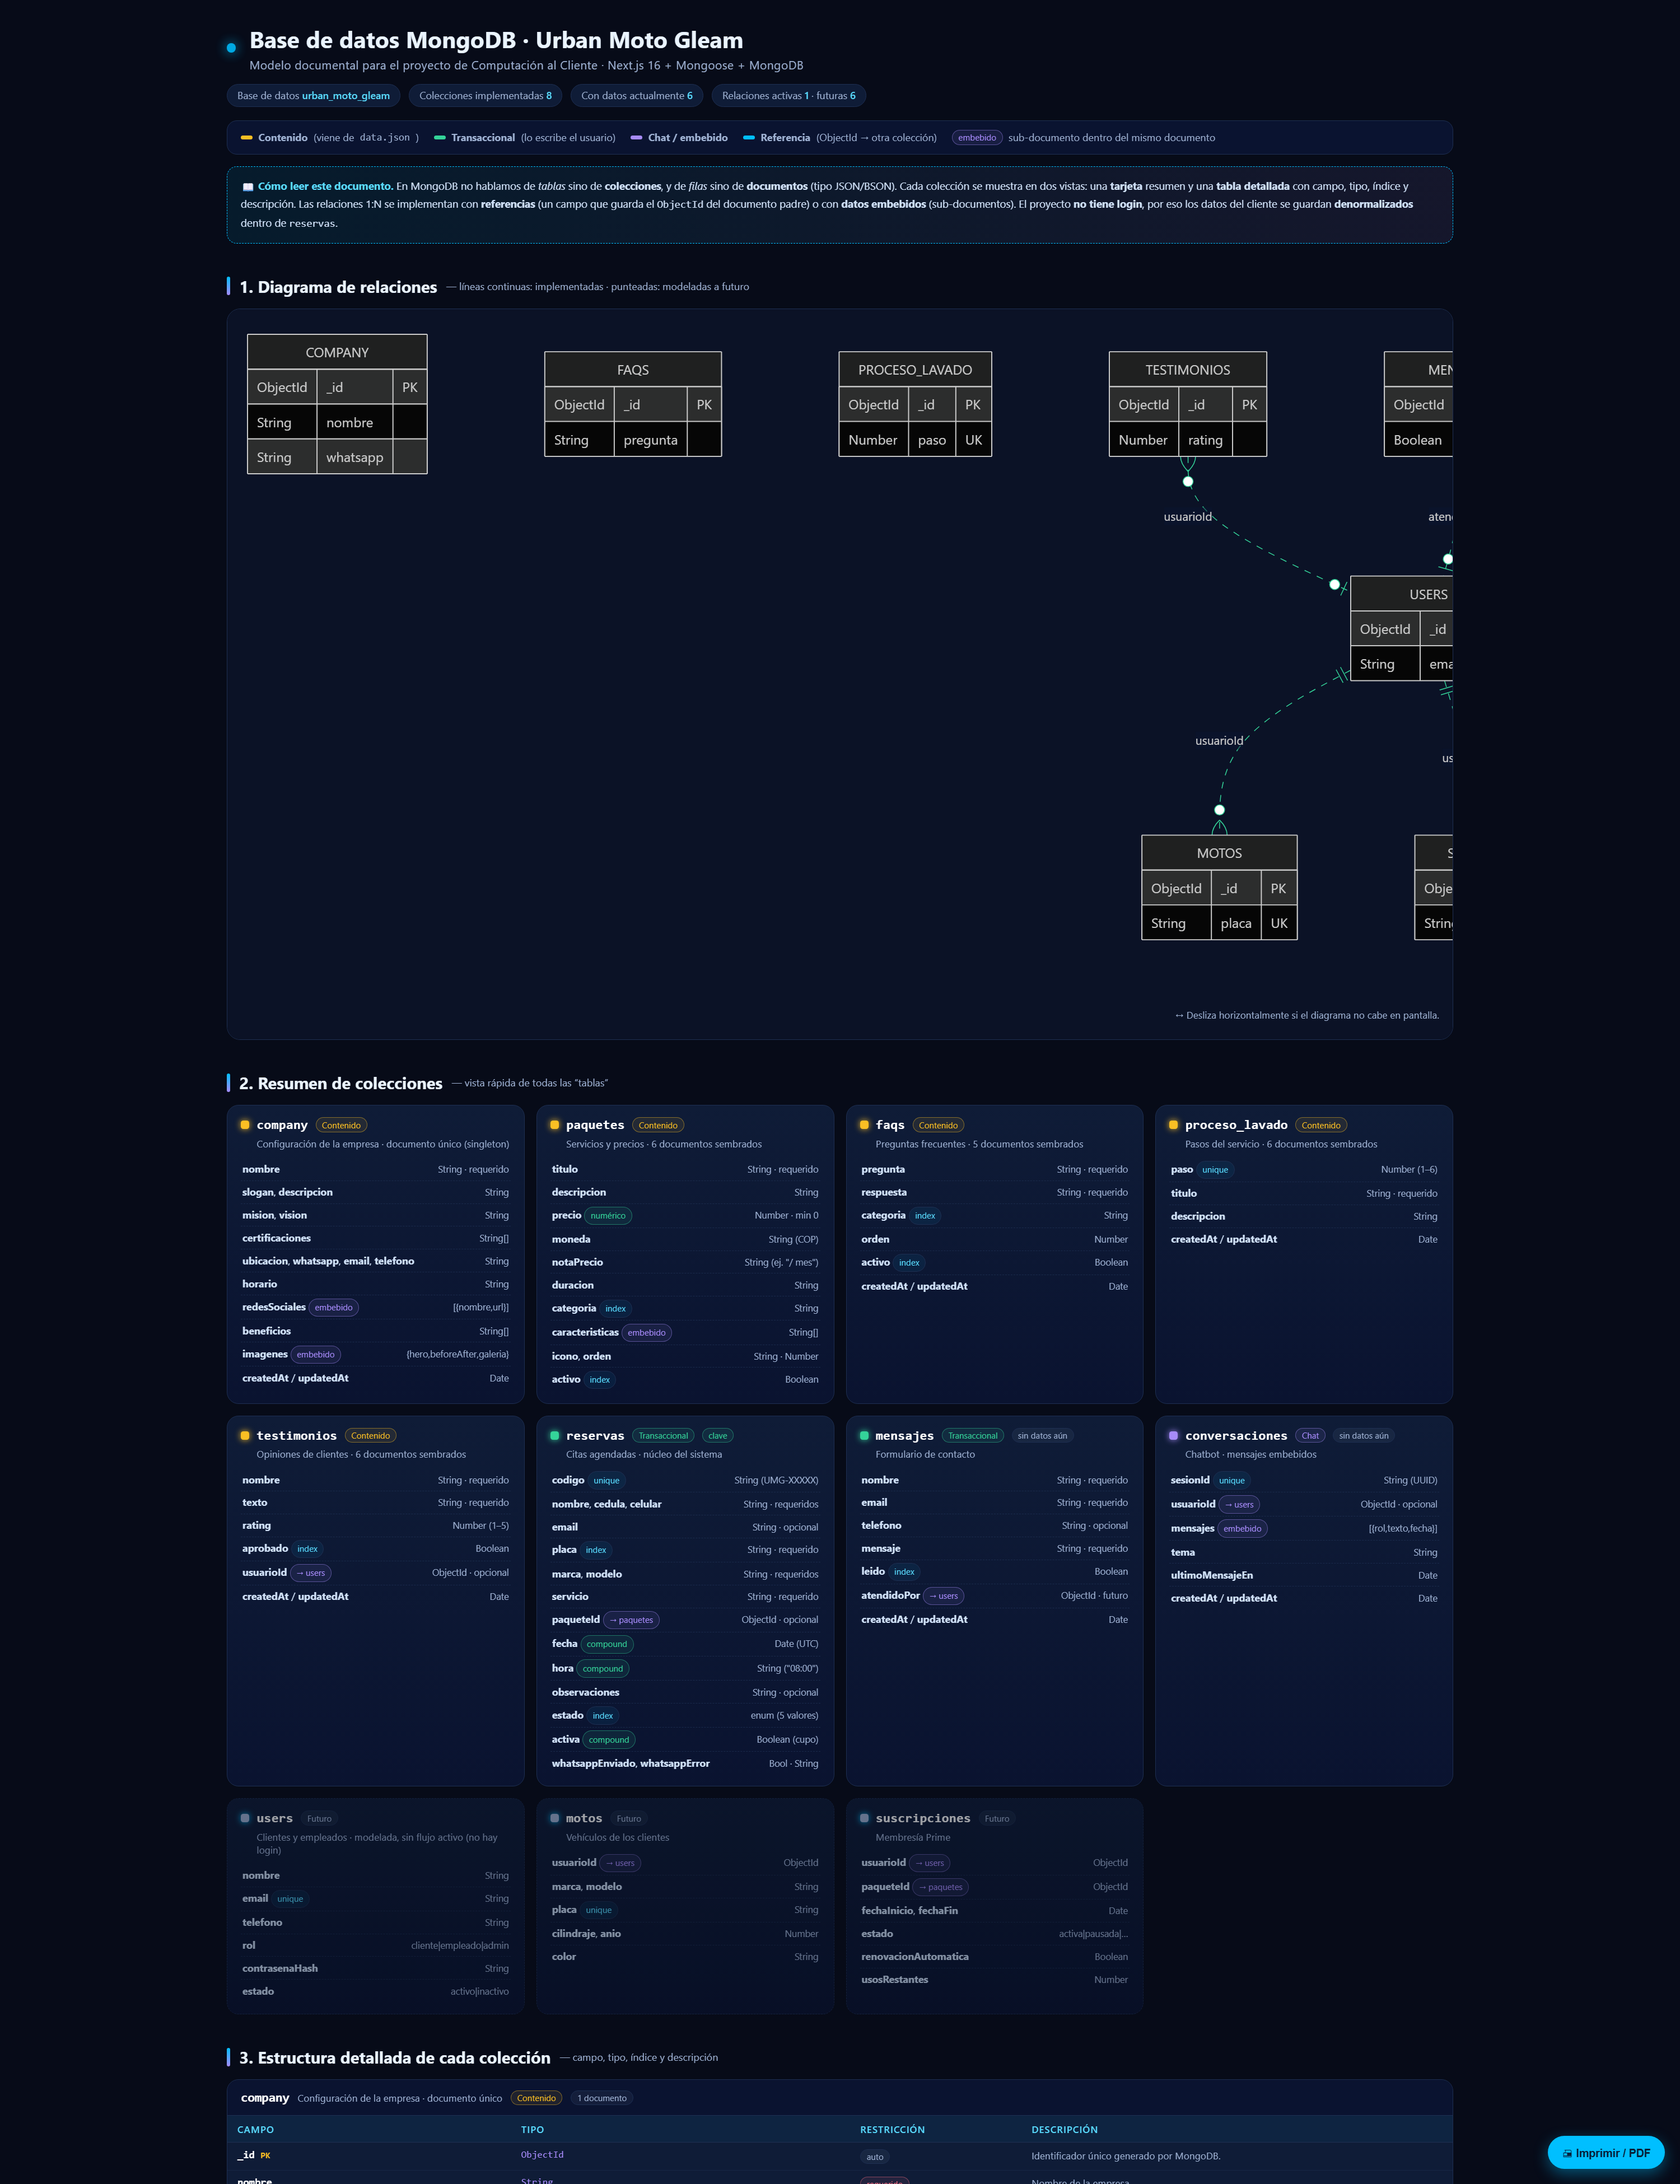 Base de datos MongoDB · Urban Moto Gleam
Modelo documental para el proyecto de Computación al Cliente · Next.js 16 + Mongoose + MongoDB
Base de datos urban_moto_gleam
Colecciones implementadas 8
Con datos actualmente 6
Relaciones activas 1 · futuras 6
Contenido (viene de data.json )
Transaccional (lo escribe el usuario)
Chat / embebido
Referencia (ObjectId → otra colección)
embebido sub-documento dentro del mismo documento
📖 Cómo leer este documento. En MongoDB no hablamos de tablas sino de colecciones, y de filas sino de documentos (tipo JSON/BSON). Cada colección se muestra en dos vistas: una tarjeta resumen y una tabla detallada con campo, tipo, índice y
descripción. Las relaciones 1:N se implementan con referencias (un campo que guarda el ObjectId del documento padre) o con datos embebidos (sub-documentos). El proyecto no tiene login, por eso los datos del cliente se guardan denormalizados
dentro de reservas.
1. Diagrama de relaciones — líneas continuas: implementadas · punteadas: modeladas a futuro
COMPANY
ObjectId _id PK
String nombre
String whatsapp
FAQS
ObjectId _id PK
String pregunta
PROCESO_LAVADO
ObjectId _id PK
Number paso UK
TESTIMONIOS
ObjectId _id PK
Number rating
MEN
ObjectId
Boolean
usuarioId
aten
USERS
ObjectId _id
String ema
usuarioId
us
MOTOS
ObjectId _id PK
String placa UK
S
Obje
String
↔ Desliza horizontalmente si el diagrama no cabe en pantalla.
2. Resumen de colecciones — vista rápida de todas las "tablas"
company Contenido
Configuración de la empresa · documento único (singleton)
nombre String · requerido
slogan, descripcion String
mision, vision String
certificaciones String[]
ubicacion, whatsapp, email, telefono String
horario String
redesSociales embebido [{nombre,url}]
beneficios String[]
imagenes embebido {hero,beforeAfter,galeria}
createdAt / updatedAt Date
paquetes Contenido
Servicios y precios · 6 documentos sembrados
titulo String · requerido
descripcion String
precio numérico Number · min 0
moneda String (COP)
notaPrecio String (ej. "/ mes")
duracion String
categoria index String
caracteristicas embebido String[]
icono, orden String · Number
activo index Boolean
faqs Contenido
Preguntas frecuentes · 5 documentos sembrados
pregunta String · requerido
respuesta String · requerido
categoria index String
orden Number
activo index Boolean
createdAt / updatedAt Date
proceso_lavado Contenido
Pasos del servicio · 6 documentos sembrados
paso unique Number (1–6)
titulo String · requerido
descripcion String
createdAt / updatedAt Date
testimonios Contenido
Opiniones de clientes · 6 documentos sembrados
nombre String · requerido
texto String · requerido
rating Number (1–5)
aprobado index Boolean
usuarioId → users ObjectId · opcional
createdAt / updatedAt Date
reservas Transaccional clave
Citas agendadas · núcleo del sistema
codigo unique String (UMG-XXXXX)
nombre, cedula, celular String · requeridos
email String · opcional
placa index String · requerido
marca, modelo String · requeridos
servicio String · requerido
paqueteId → paquetes ObjectId · opcional
fecha compound Date (UTC)
hora compound String ("08:00")
observaciones String · opcional
estado index enum (5 valores)
activa compound Boolean (cupo)
whatsappEnviado, whatsappError Bool · String
mensajes Transaccional sin datos aún
Formulario de contacto
nombre String · requerido
email String · requerido
telefono String · opcional
mensaje String · requerido
leido index Boolean
atendidoPor → users ObjectId · futuro
createdAt / updatedAt Date
conversaciones Chat sin datos aún
Chatbot · mensajes embebidos
sesionId unique String (UUID)
usuarioId → users ObjectId · opcional
mensajes embebido [{rol,texto,fecha}]
tema String
ultimoMensajeEn Date
createdAt / updatedAt Date
users Futuro
Clientes y empleados · modelada, sin flujo activo (no hay
login)
nombre String
email unique String
telefono String
rol cliente|empleado|admin
contrasenaHash String
estado activo|inactivo
motos Futuro
Vehículos de los clientes
usuarioId → users ObjectId
marca, modelo String
placa unique String
cilindraje, anio Number
color String
suscripciones Futuro
Membresía Prime
usuarioId → users ObjectId
paqueteId → paquetes ObjectId
fechaInicio, fechaFin Date
estado activa|pausada|...
renovacionAutomatica Boolean
usosRestantes Number
3. Estructura detallada de cada colección — campo, tipo, índice y descripción
company Configuración de la empresa · documento único Contenido 1 documento
CAMPO TIPO RESTRICCIÓN DESCRIPCIÓN
_id PK ObjectId auto Identificador único generado por MongoDB.
nombre String requerido Nombre de la empresa.
🖨 Imprimir / PDF